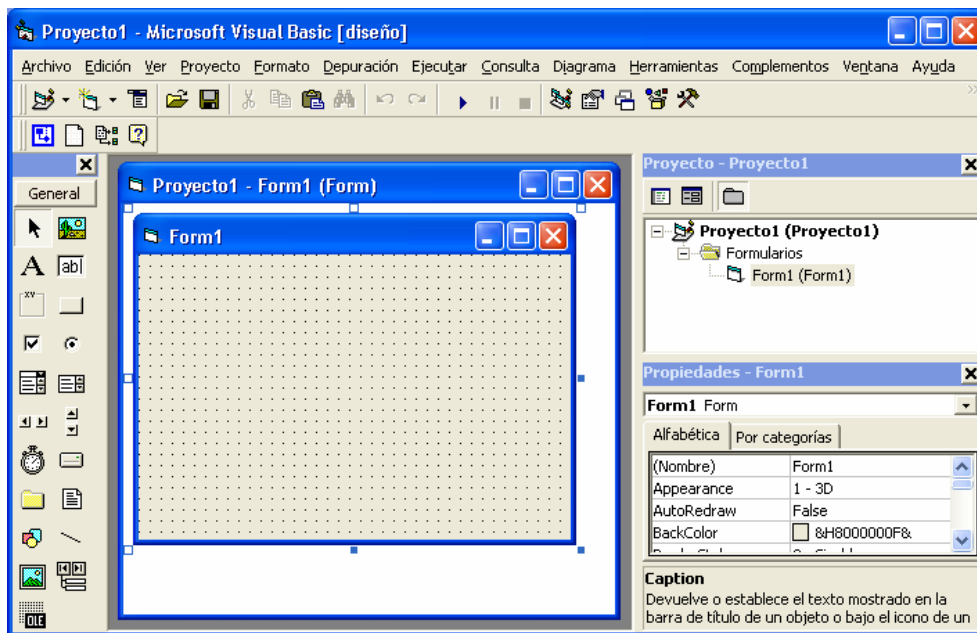 Proyecto1 - Microsoft Visual Basic [diseño]
Archivo Edición Ver Proyecto Formato Depuración Ejecutar Consulta Diagrama Herramientas Complementos Ventana Ayuda
General
A
ab|
xv
OLE
Proyecto1 - Form1 (Form)
Form1
Proyecto - Proyecto1
Proyecto1 (Proyecto1)
Formularios
Form1 (Form1)
Propiedades - Form1
Form1 Form
Alfabética Por categorías
(Nombre) Form1
Appearance 1 - 3D
AutoRedraw False
BackColor &H8000000F&
Caption
Devuelve o establece el texto mostrado en la
barra de título de un objeto o bajo el icono de un